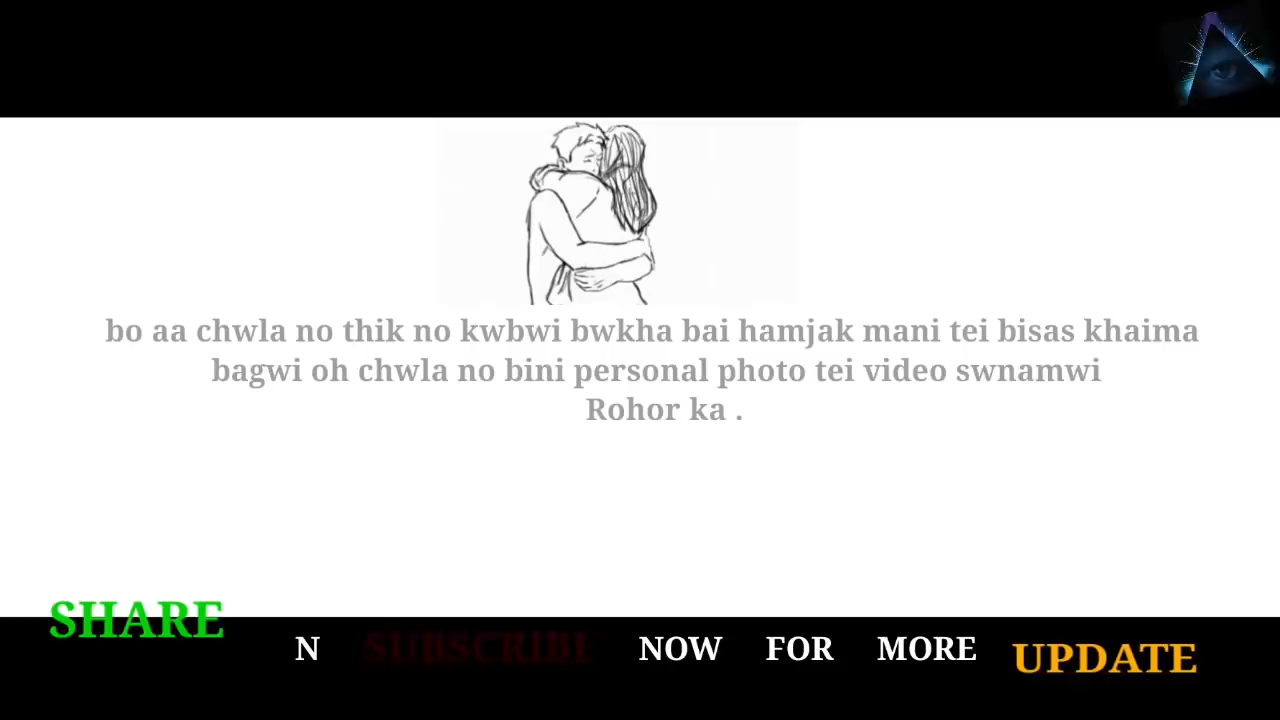 bo aa chwla no thik no kwbwi bwkha bai hamjak mani tei bisas khaima
bagwi oh chwla no bini personal photo tei video swnamwi
Rohor ka .
SHARE N SUBSCRIBE NOW FOR MORE UPDATE